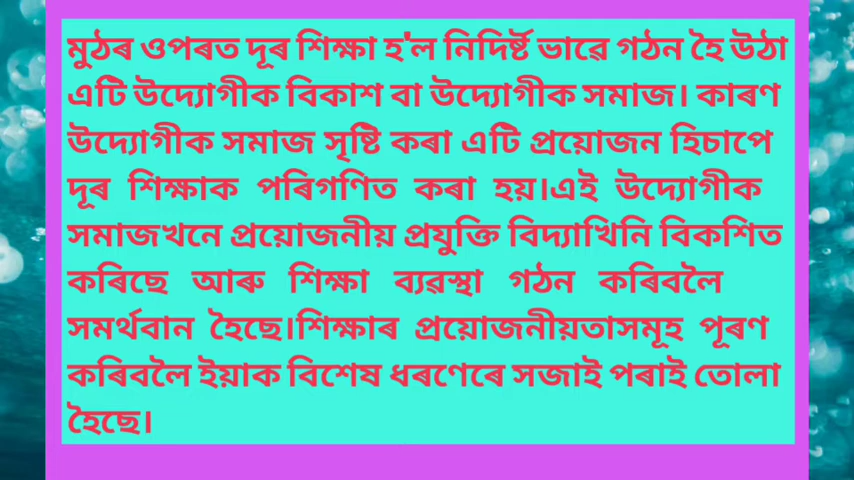 মুঠৰ ওপৰত দূৰ শিক্ষা হ'ল নিদিৰ্ষ্ট ভাৱে গঠন হৈ উঠা
এটি উদ্যোগীক বিকাশ বা উদ্যোগীক সমাজ। কাৰণ
উদ্যোগীক সমাজ সৃষ্টি কৰা এটি প্ৰয়োজন হিচাপে
দূৰ শিক্ষাক পৰিগণিত কৰা হয়।এই উদ্যোগীক
সমাজখনে প্ৰয়োজনীয় প্ৰযুক্তি বিদ্যাখিনি বিকশিত
কৰিছে আৰু শিক্ষা ব্যৱস্থা গঠন কৰিবলৈ
সমৰ্থবান হৈছে।শিক্ষাৰ প্ৰয়োজনীয়তাসমূহ পূৰণ
কৰিবলৈ ইয়াক বিশেষ ধৰণেৰে সজাই পৰাই তোলা
হৈছে।